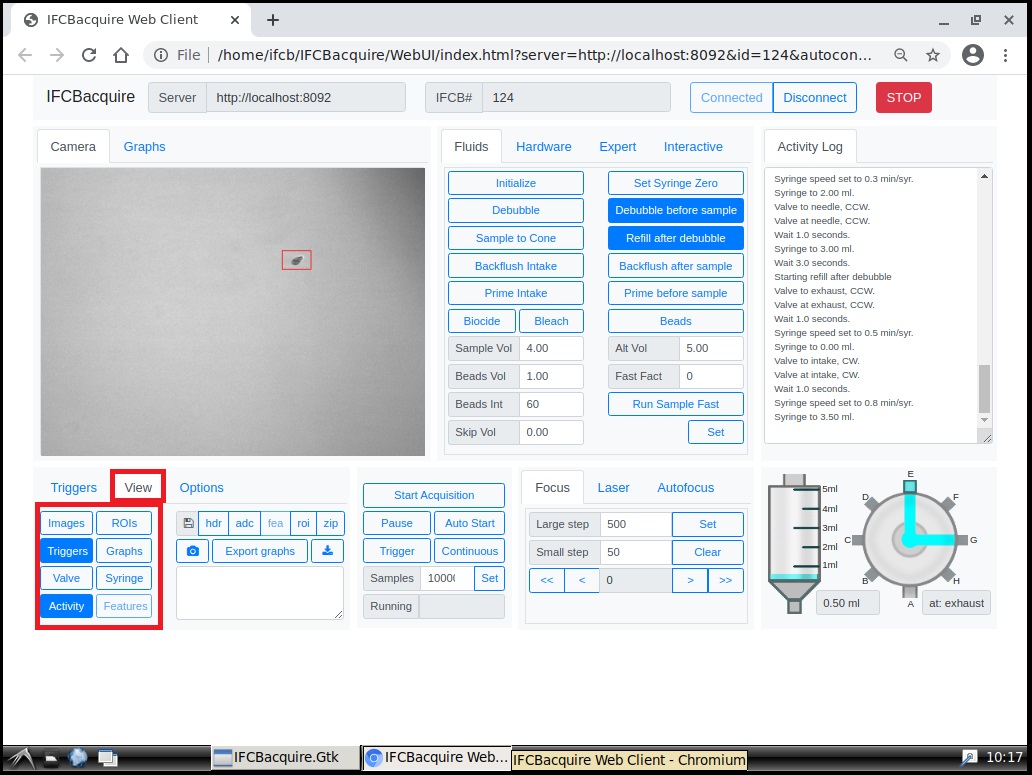 IFCBacquire Web Client
File /home/ifcb/IFCBacquire/WebUI/index.html?server=http://localhost:8092&id=124&autocon...
IFCBacquire Server http://localhost:8092 IFCB# 124 Connected Disconnect STOP
Camera Graphs
Fluids Hardware Expert Interactive
Initialize Set Syringe Zero
Debubble Debubble before sample
Sample to Cone Refill after debubble
Backflush Intake Backflush after sample
Prime Intake Prime before sample
Biocide Bleach Beads
Sample Vol 4.00 Alt Vol 5.00
Beads Vol 1.00 Fast Fact 0
Beads Int 60 Run Sample Fast
Skip Vol 0.00 Set
Activity Log
Syringe speed set to 0.3 min/syr.
Syringe to 2.00 ml.
Valve to needle, CCW.
Valve at needle, CCW.
Wait 1.0 seconds.
Syringe to 3.00 ml.
Wait 3.0 seconds.
Starting refill after debubble
Valve to exhaust, CCW.
Valve at exhaust, CCW.
Wait 1.0 seconds.
Syringe speed set to 0.5 min/syr.
Syringe to 0.00 ml.
Valve to intake, CW.
Valve at intake, CW.
Wait 1.0 seconds.
Syringe speed set to 0.8 min/syr.
Syringe to 3.50 ml.
Triggers View Options
Images ROIs
Triggers Graphs
Valve Syringe
Activity Features
hdr adc fea roi zip
Export graphs
Start Acquisition
Pause Auto Start
Trigger Continuous
Samples 1000 Set
Running
Focus Laser Autofocus
Large step 500 Set
Small step 50 Clear
<< < 0 > >>
5ml
4ml
3ml
2ml
1ml
0.50 ml
E
D F
C G
B H
A
at: exhaust
IFCBacquire.Gtk IFCBacquire Web... IFCBacquire Web Client - Chromium 10:17